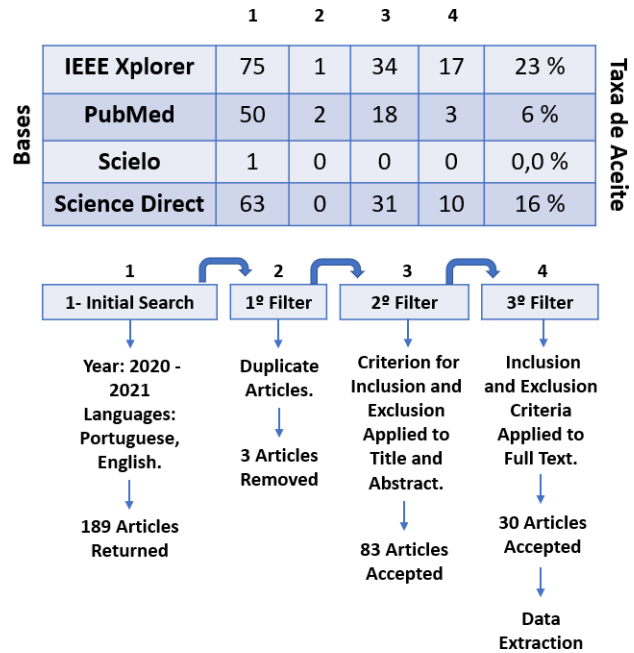 1 2 3 4
Bases
IEEE Xplorer 75 1 34 17 23 %
PubMed 50 2 18 3 6 %
Scielo 1 0 0 0 0,0 %
Science Direct 63 0 31 10 16 %
Taxa de Aceite
1
1- Initial Search
Year: 2020 -
2021
Languages:
Portuguese,
English.
189 Articles
Returned
2
1º Filter
Duplicate
Articles.
3 Articles
Removed
3
2º Filter
Criterion for
Inclusion and
Exclusion
Applied to
Title and
Abstract.
83 Articles
Accepted
4
3º Filter
Inclusion
and Exclusion
Criteria
Applied to
Full Text.
30 Articles
Accepted
Data
Extraction